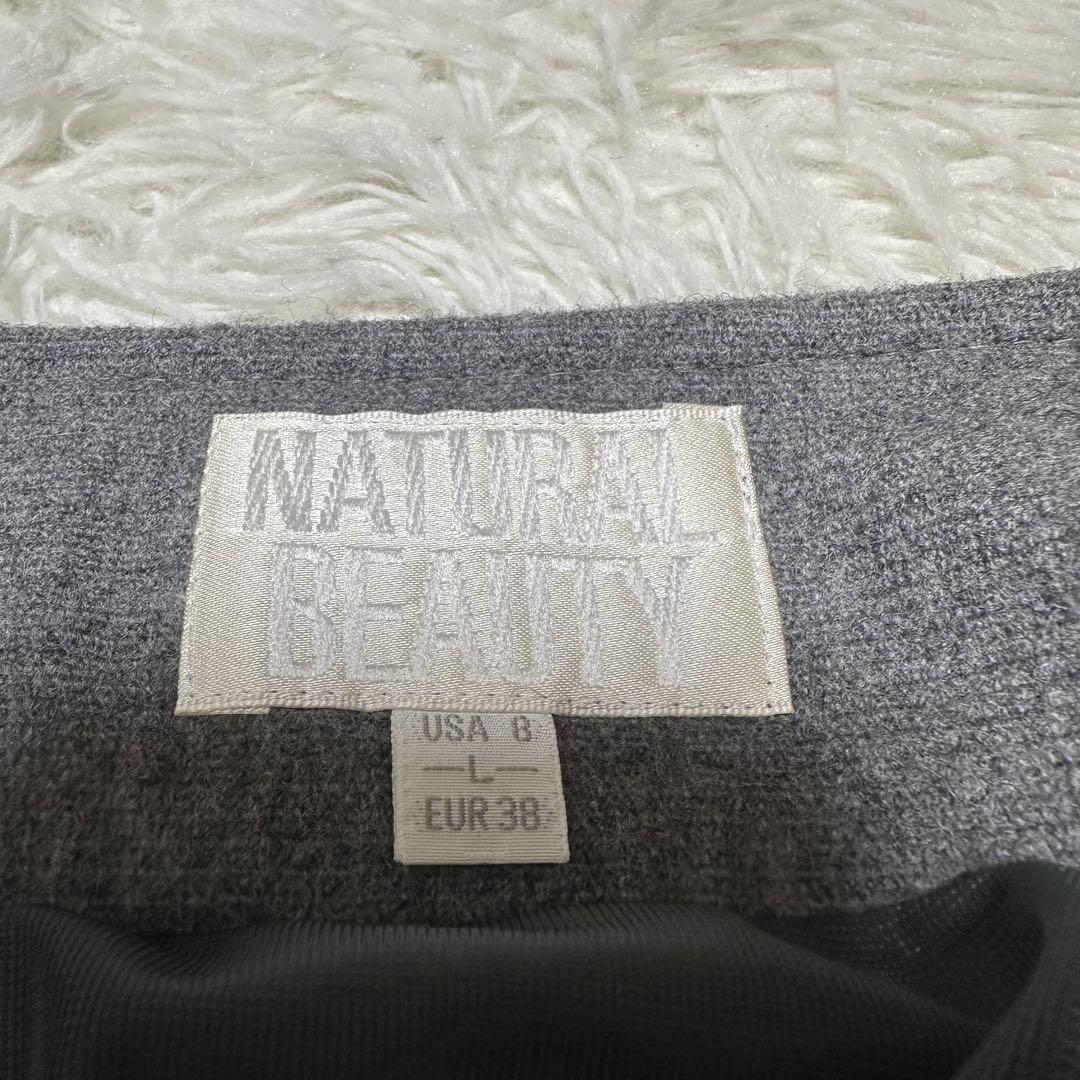 NATURAL
BEAUTY
USA 8
—L—
EUR 38